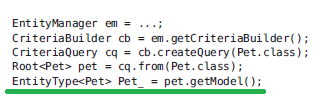 EntityManager em = ...;
CriteriaBuilder cb = em.getCriteriaBuilder();
CriteriaQuery cq = cb.createQuery(Pet.class);
Root<Pet> pet = cq.from(Pet.class);
EntityType<Pet> Pet_ = pet.getModel();